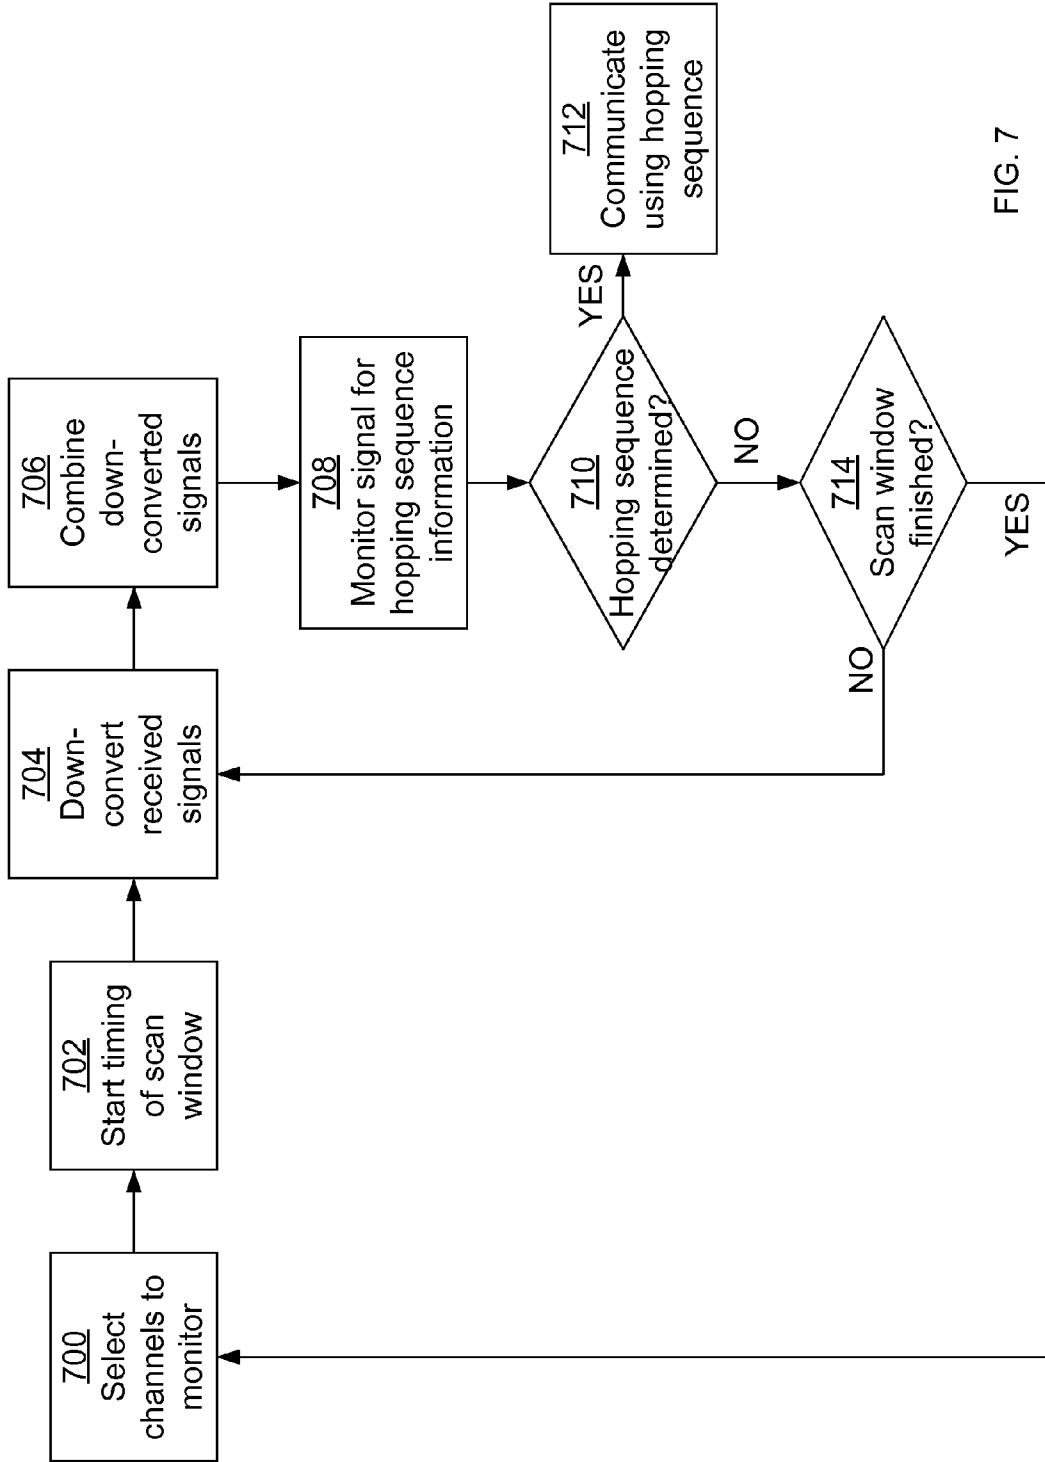 700
Select
channels to
monitor
702
Start timing
of scan
window
704
Down-
convert
received
signals
706
Combine
down-
converted
signals
708
Monitor signal for
hopping sequence
information
710
Hopping sequence
determined?
YES
712
Communicate
using hopping
sequence
NO
714
Scan window
finished?
NO
YES
FIG. 7